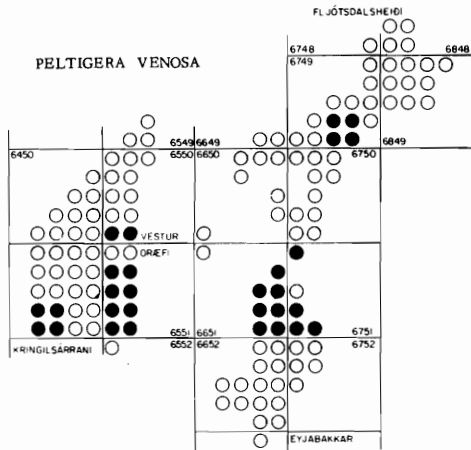 FLJÓTSDALSHEIÐI
6748 6848
6749
PELTIGERA VENOSA
6549 6649
6450 6550 6650 6750 6849
VESTUR
ÖRÆFI
6551 6651 6751
KRINGILSÁRRANI 6552 6652 6752
EYJABAKKAR